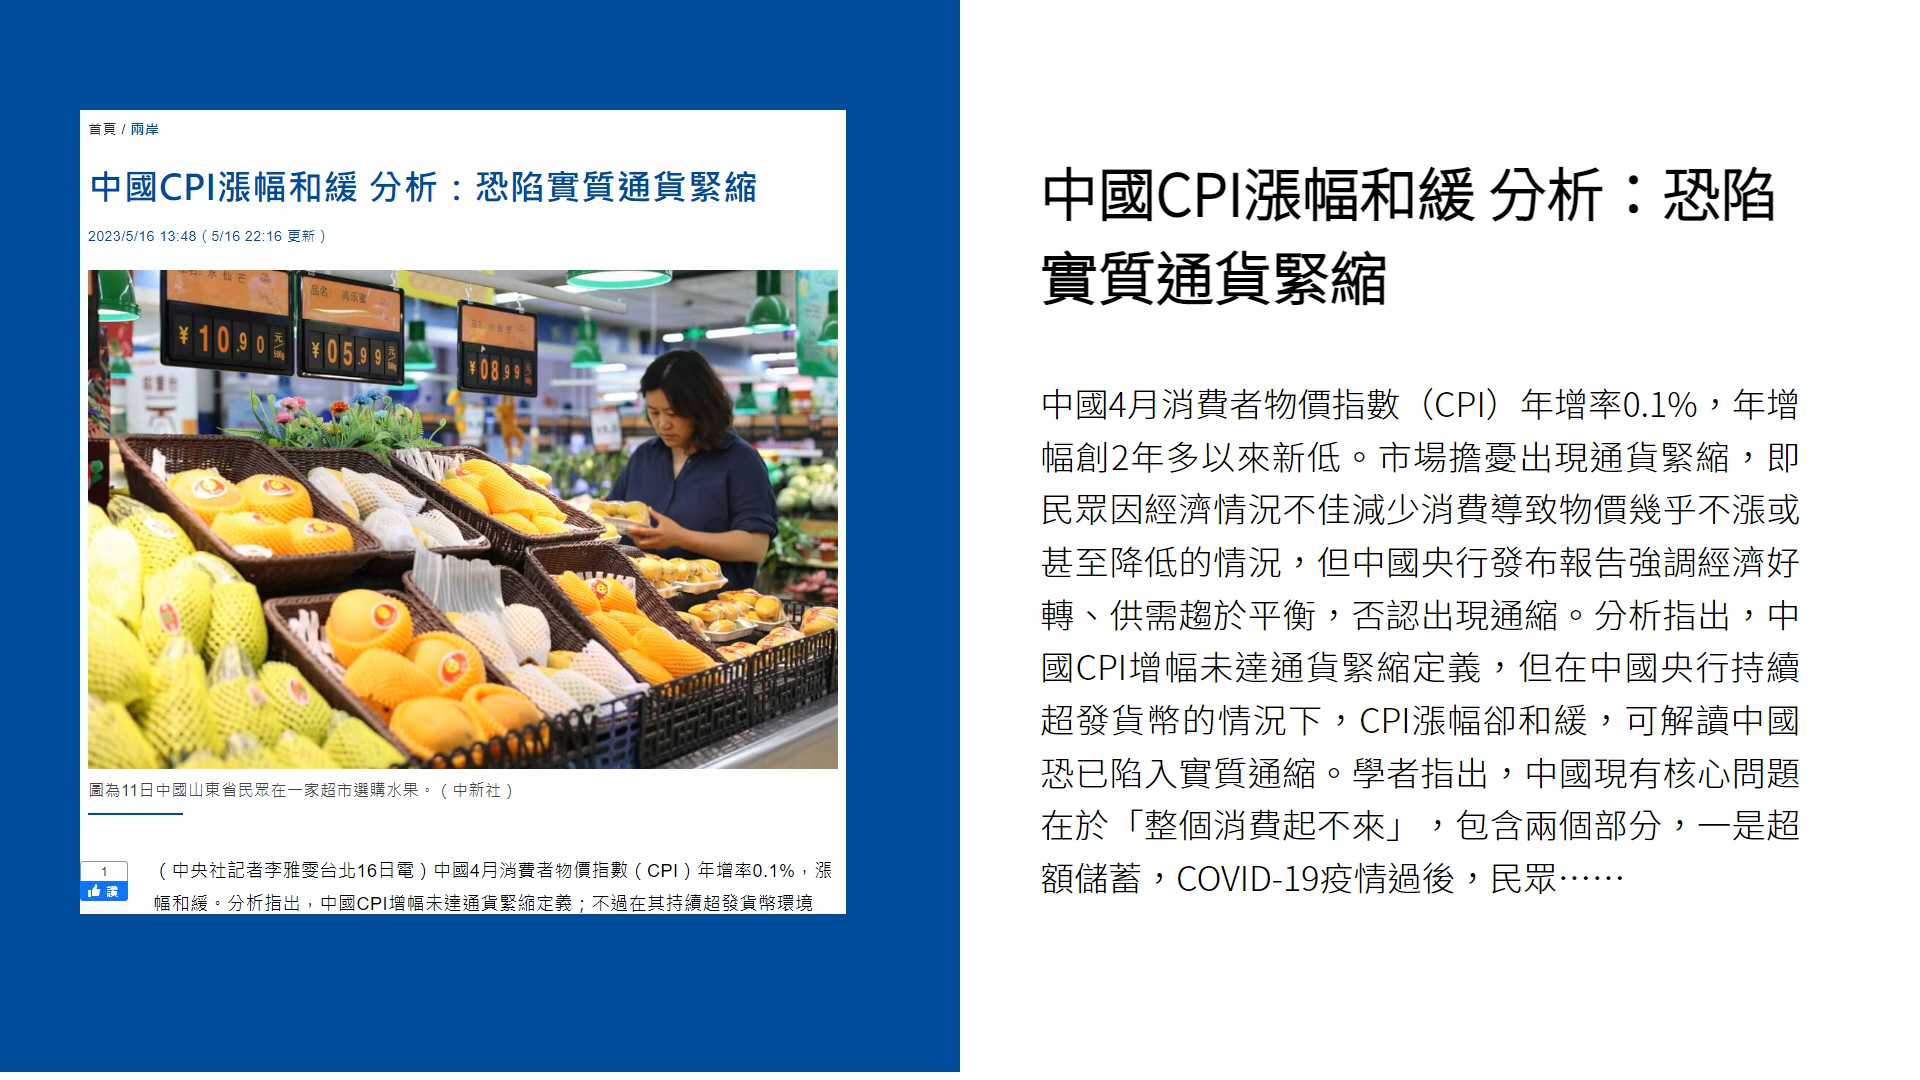 首頁 / 兩岸
中國CPI漲幅和緩 分析：恐陷實質通貨緊縮
2023/5/16 13:48（5/16 22:16 更新）
¥10.90 元/500g
品名： 高乐蜜
¥05.99 元/500g
¥08.99
圖為11日中國山東省民眾在一家超市選購水果。（中新社）
1
讚
（中央社記者李雅雯台北16日電）中國4月消費者物價指數（CPI）年增率0.1%，漲
幅和緩。分析指出，中國CPI增幅未達通貨緊縮定義；不過在其持續超發貨幣環境
中國CPI漲幅和緩 分析：恐陷
實質通貨緊縮
中國4月消費者物價指數（CPI）年增率0.1%，年增
幅創2年多以來新低。市場擔憂出現通貨緊縮，即
民眾因經濟情況不佳減少消費導致物價幾乎不漲或
甚至降低的情況，但中國央行發布報告強調經濟好
轉、供需趨於平衡，否認出現通縮。分析指出，中
國CPI增幅未達通貨緊縮定義，但在中國央行持續
超發貨幣的情況下，CPI漲幅卻和緩，可解讀中國
恐已陷入實質通縮。學者指出，中國現有核心問題
在於「整個消費起不來」，包含兩個部分，一是超
額儲蓄，COVID-19疫情過後，民眾⋯⋯